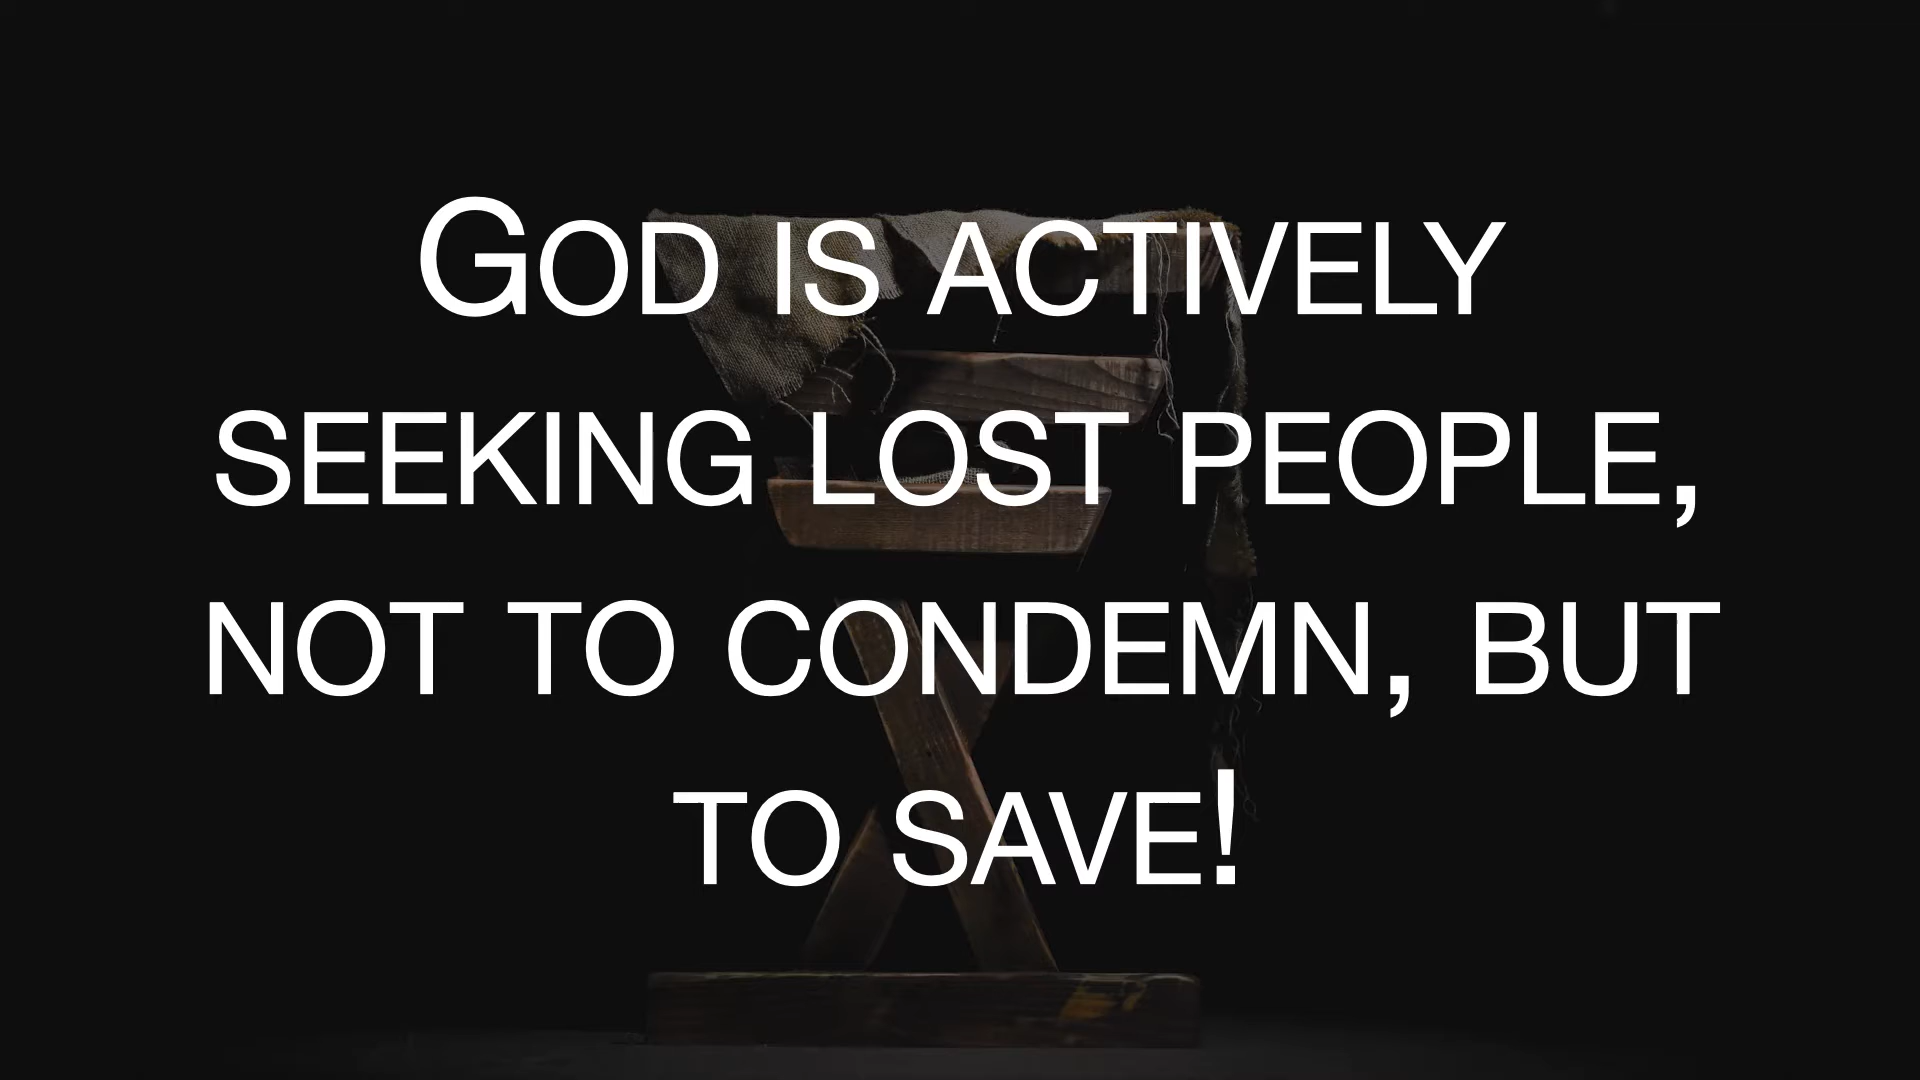 God is actively
seeking lost people,
not to condemn, but
to save!